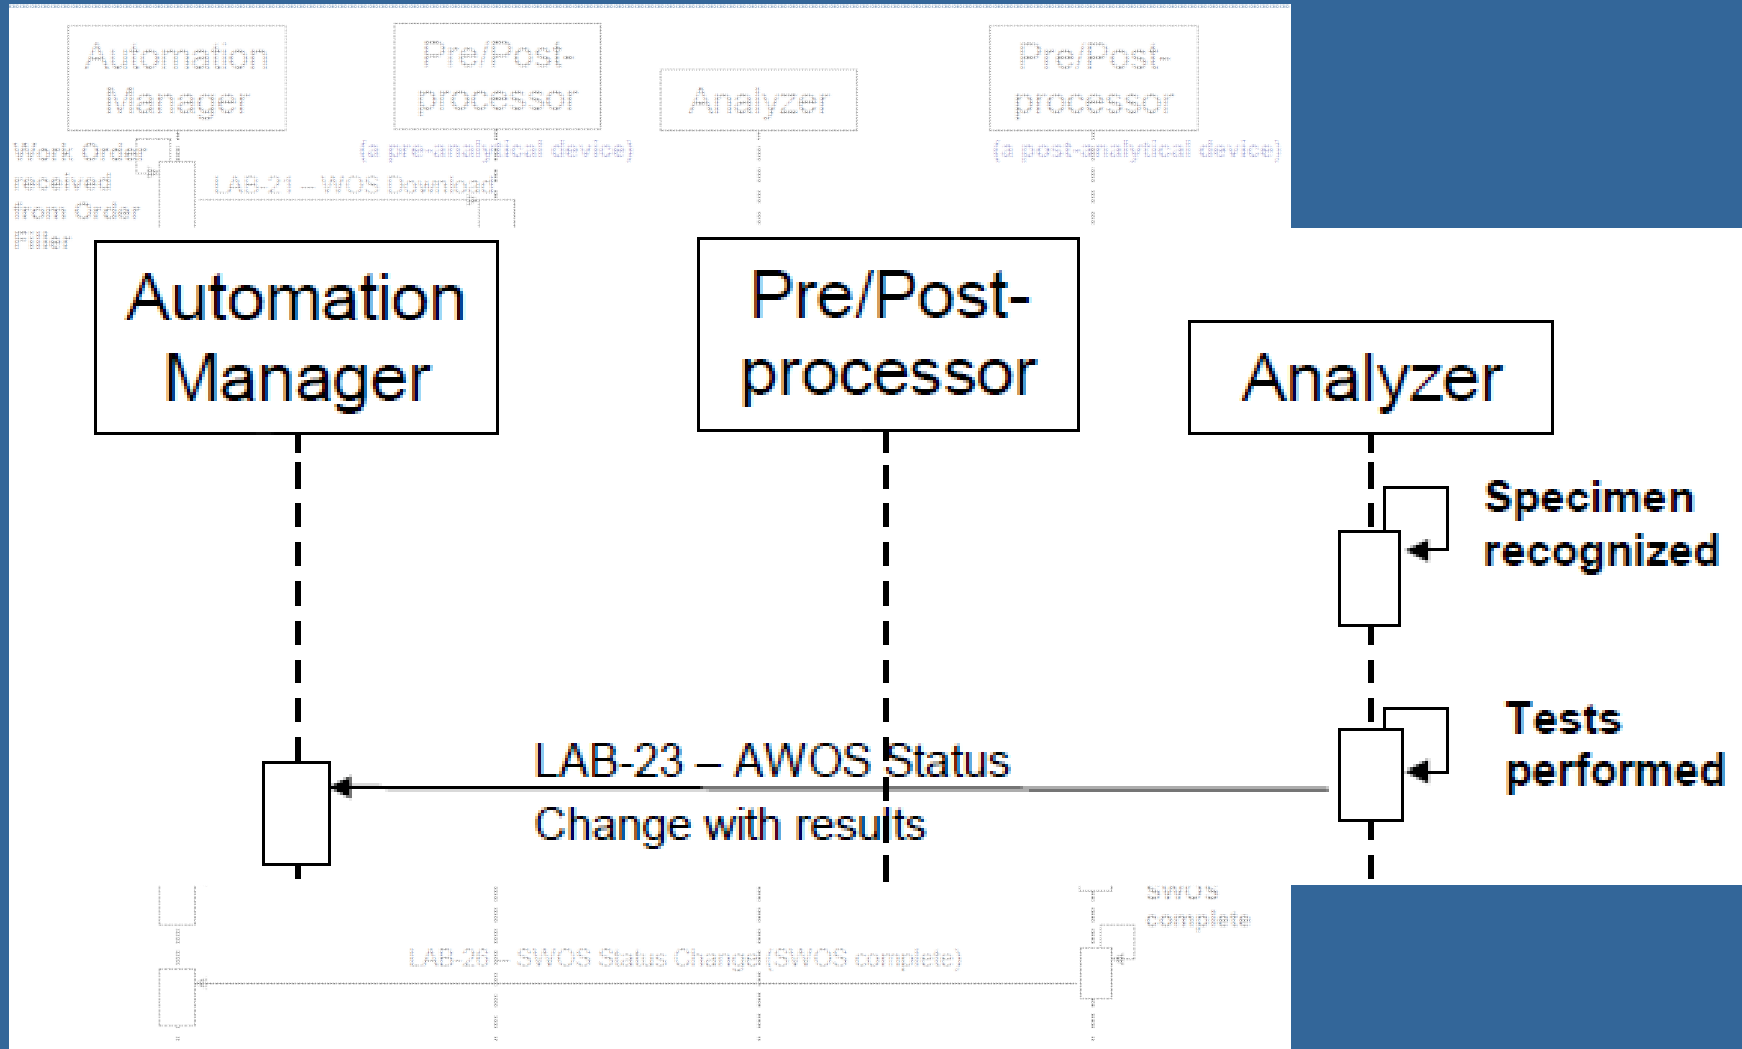 Automation
Manager
Pre/Post-
processor
Analyzer
Pre/Post-
processor
(a pre-analytical device)
(a post-analytical device)
Work Order
received
from Order
Filler
LAB-21 – WOS Download
Automation
Manager
Pre/Post-
processor
Analyzer
Specimen
recognized
Tests
performed
LAB-23 – AWOS Status
Change with results
SWOS
complete
LAB-26 – SWOS Status Change (SWOS complete)